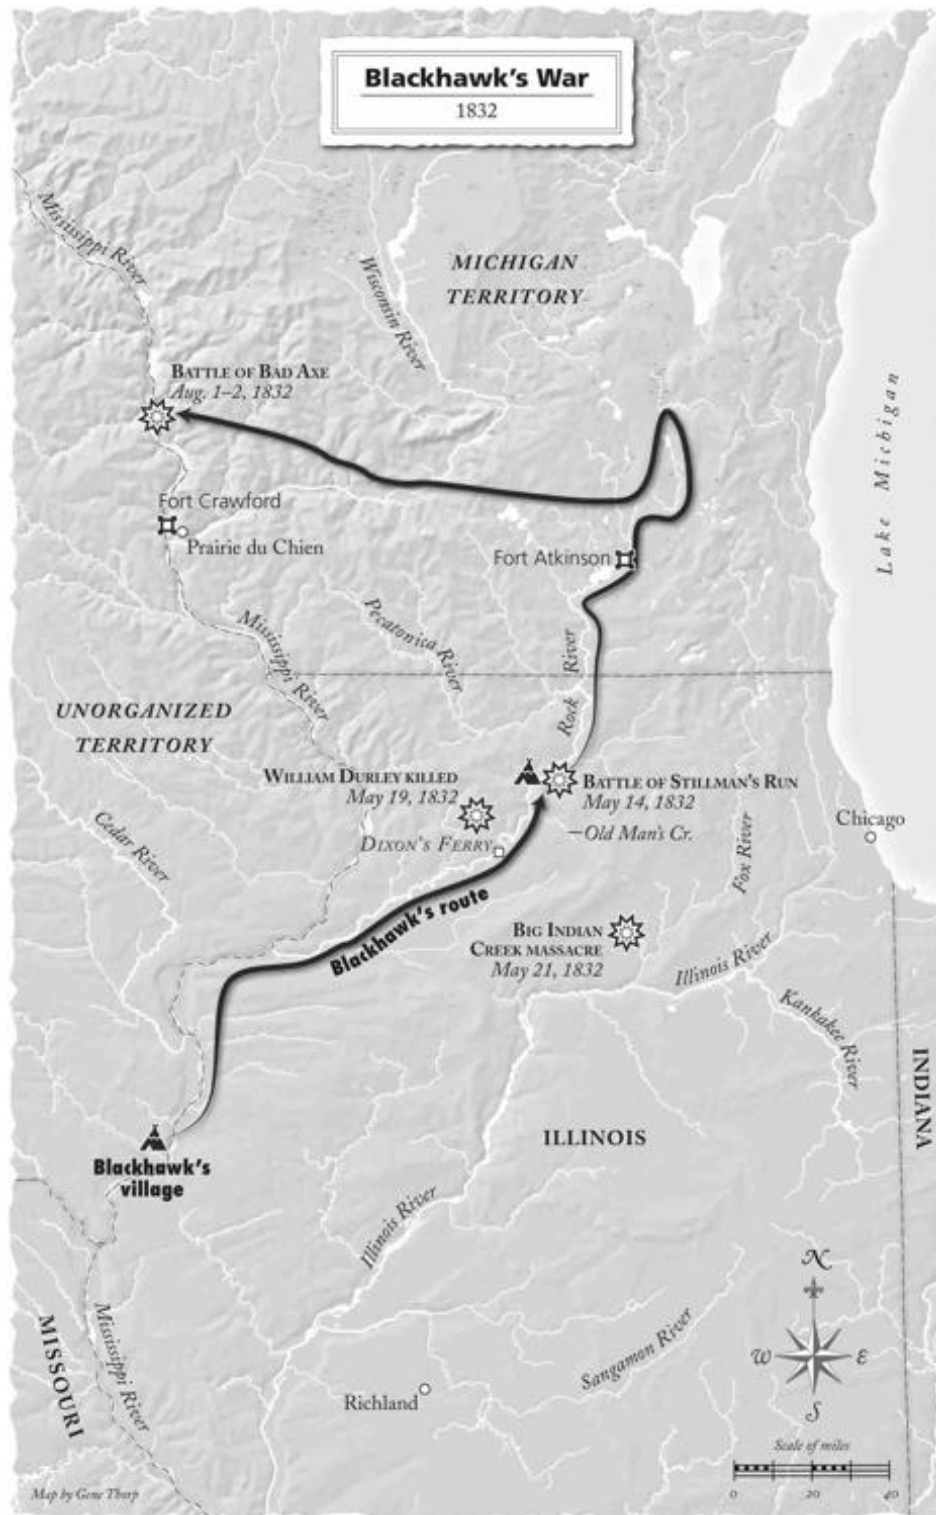 Blackhawk's War
1832
Mississippi River
Wisconsin River
MICHIGAN
TERRITORY
Lake Michigan
BATTLE OF BAD AXE
Aug. 1–2, 1832
Fort Crawford
Prairie du Chien
Fort Atkinson
Mississippi River
Pecatonica River
Rock River
UNORGANIZED
TERRITORY
WILLIAM DURLEY KILLED
May 19, 1832
BATTLE OF STILLMAN'S RUN
May 14, 1832
Old Man's Cr.
DIXON'S FERRY
Chicago
Cedar River
Fox River
Blackhawk's route
BIG INDIAN
CREEK MASSACRE
May 21, 1832
Illinois River
Kankakee River
INDIANA
ILLINOIS
Blackhawk's
village
Illinois River
MISSOURI
Mississippi River
Sangamon River
Richland
N
W E
S
Scale of miles
0 20 40
Map by Gene Thorp